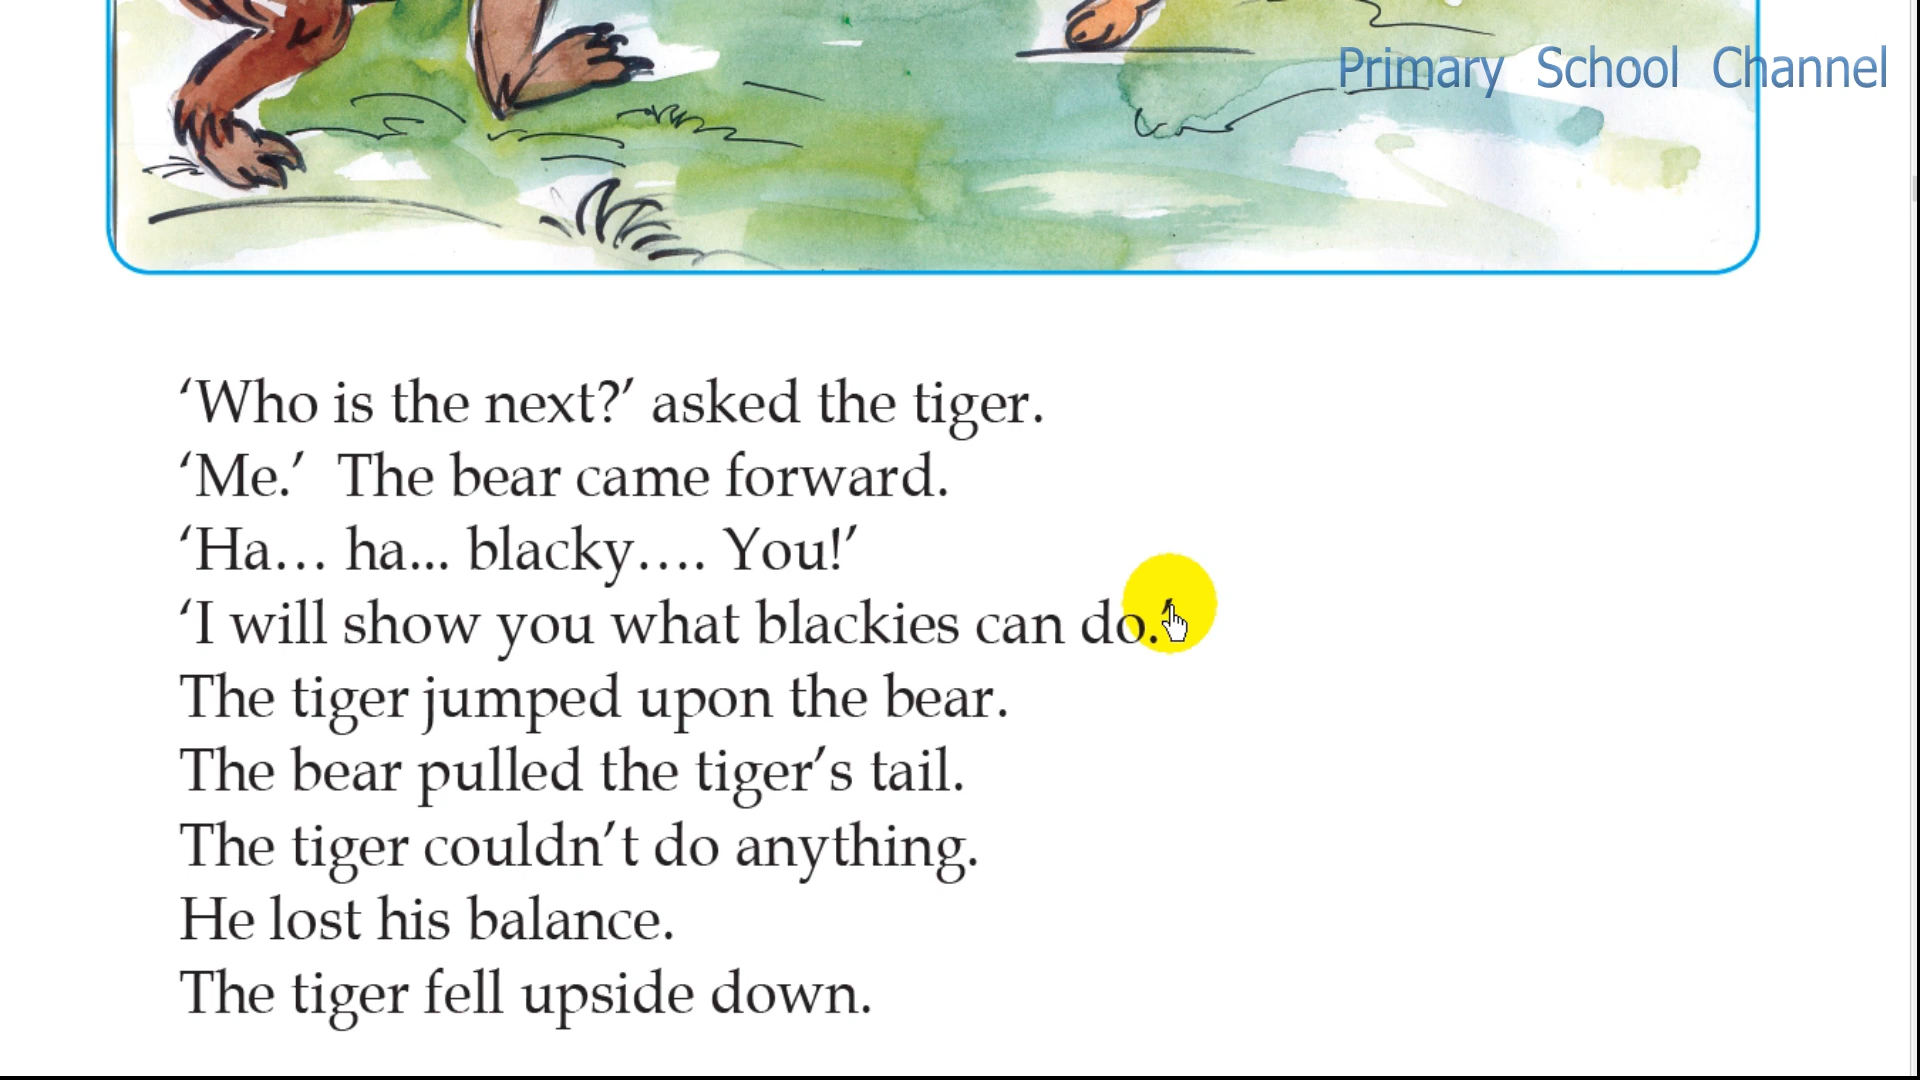 Primary School Channel
‘Who is the next?’ asked the tiger.
‘Me.’ The bear came forward.
‘Ha… ha... blacky…. You!’
‘I will show you what blackies can do.’
The tiger jumped upon the bear.
The bear pulled the tiger’s tail.
The tiger couldn’t do anything.
He lost his balance.
The tiger fell upside down.